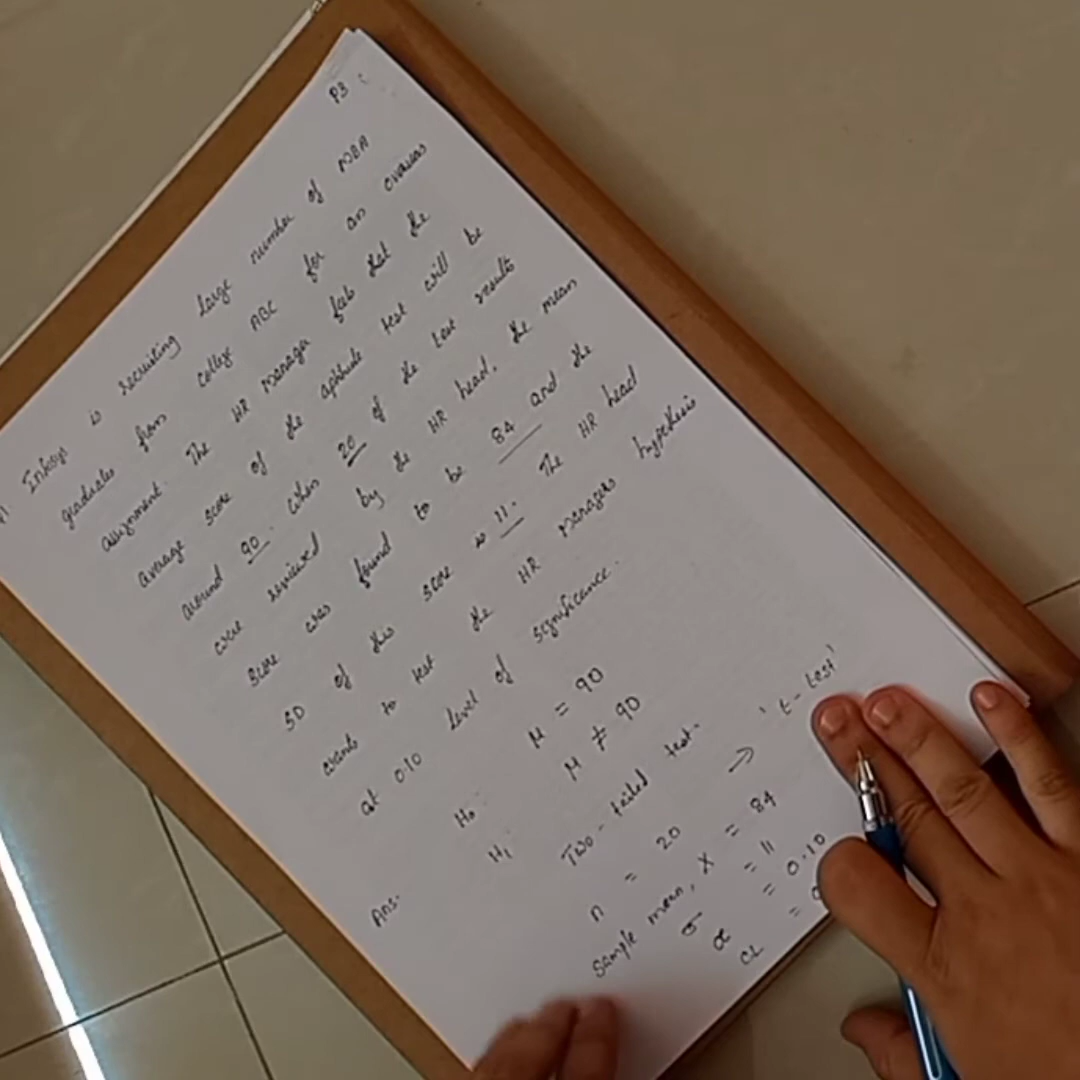 P3
Infosys is recruiting large number of MBA
graduates from college ABC for an overseas
assignment. The HR manager feels that the
average score of the aptitude test will be
around 90. When 20 of the test results
were reviewed by the HR head, the mean
score was found to be 84 and the
SD of this score is 11. The HR head
wants to test the HR managers hypothesis
at 0.10 level of significance.
Ans. H₀ μ = 90
H₁ μ ≠ 90
Two-tailed test.
n = 20 → 't-test'
Sample mean, X = 84
σ = 11
α = 0.10
CL =